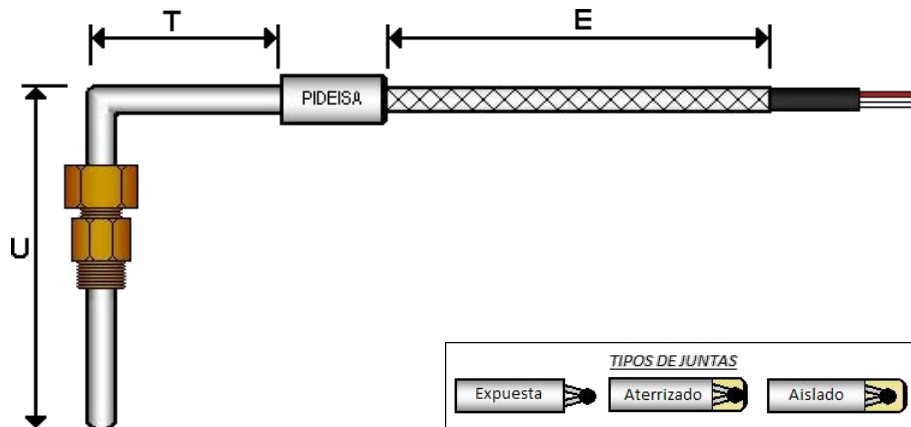 T
E
PIDEISA
U
TIPOS DE JUNTAS
Expuesta
Aterrizado
Aislado